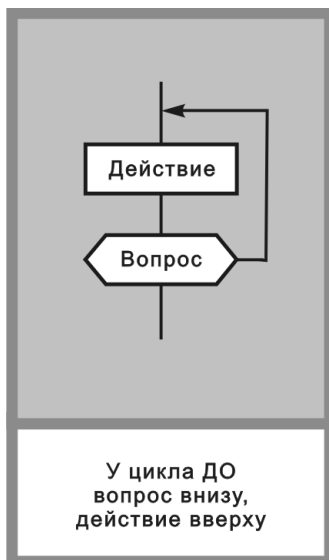 Действие
Вопрос
У цикла ДО
вопрос внизу,
действие вверху